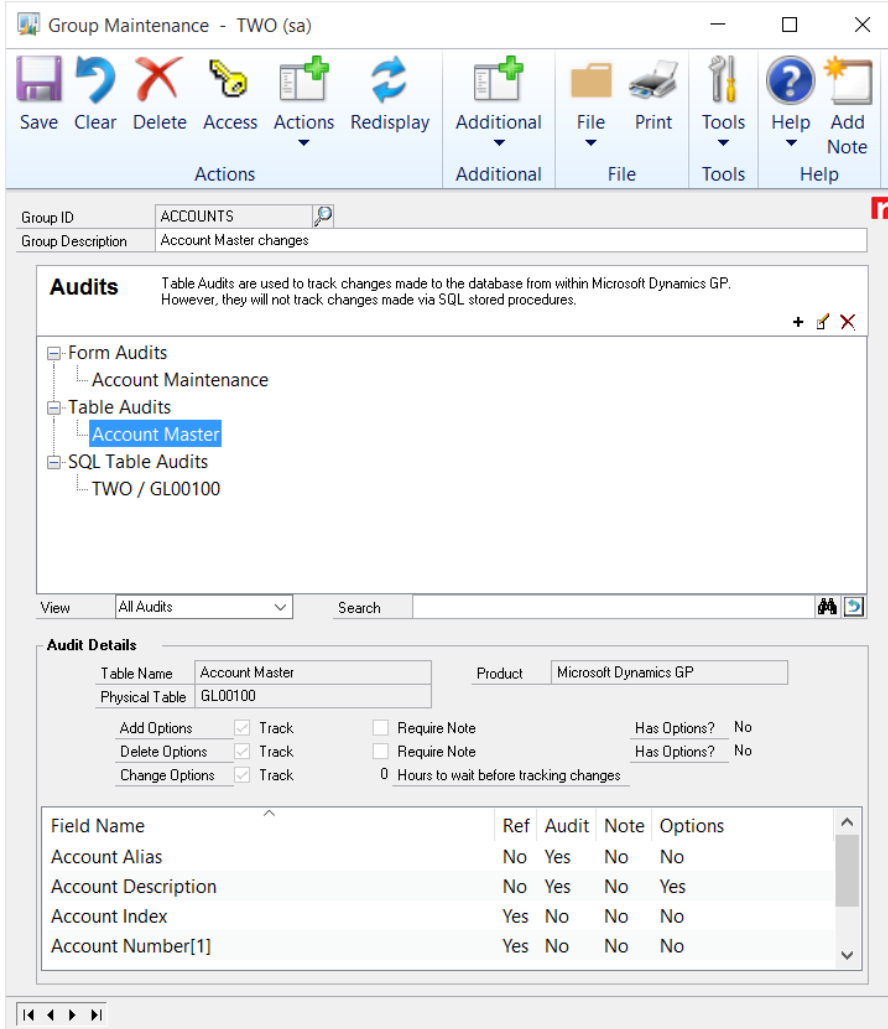 Group Maintenance - TWO (sa)
Save Clear Delete Access Actions Redisplay Additional File Print Tools Help Add Note
Actions Additional File Tools Help
Group ID ACCOUNTS
Group Description Account Master changes
Audits Table Audits are used to track changes made to the database from within Microsoft Dynamics GP.
However, they will not track changes made via SQL stored procedures.
Form Audits
Account Maintenance
Table Audits
Account Master
SQL Table Audits
TWO / GL00100
View All Audits Search
Audit Details
Table Name Account Master Product Microsoft Dynamics GP
Physical Table GL00100
Add Options Track Require Note Has Options? No
Delete Options Track Require Note Has Options? No
Change Options Track 0 Hours to wait before tracking changes
Field Name Ref Audit Note Options
Account Alias No Yes No No
Account Description No Yes No Yes
Account Index Yes No No No
Account Number[1] Yes No No No